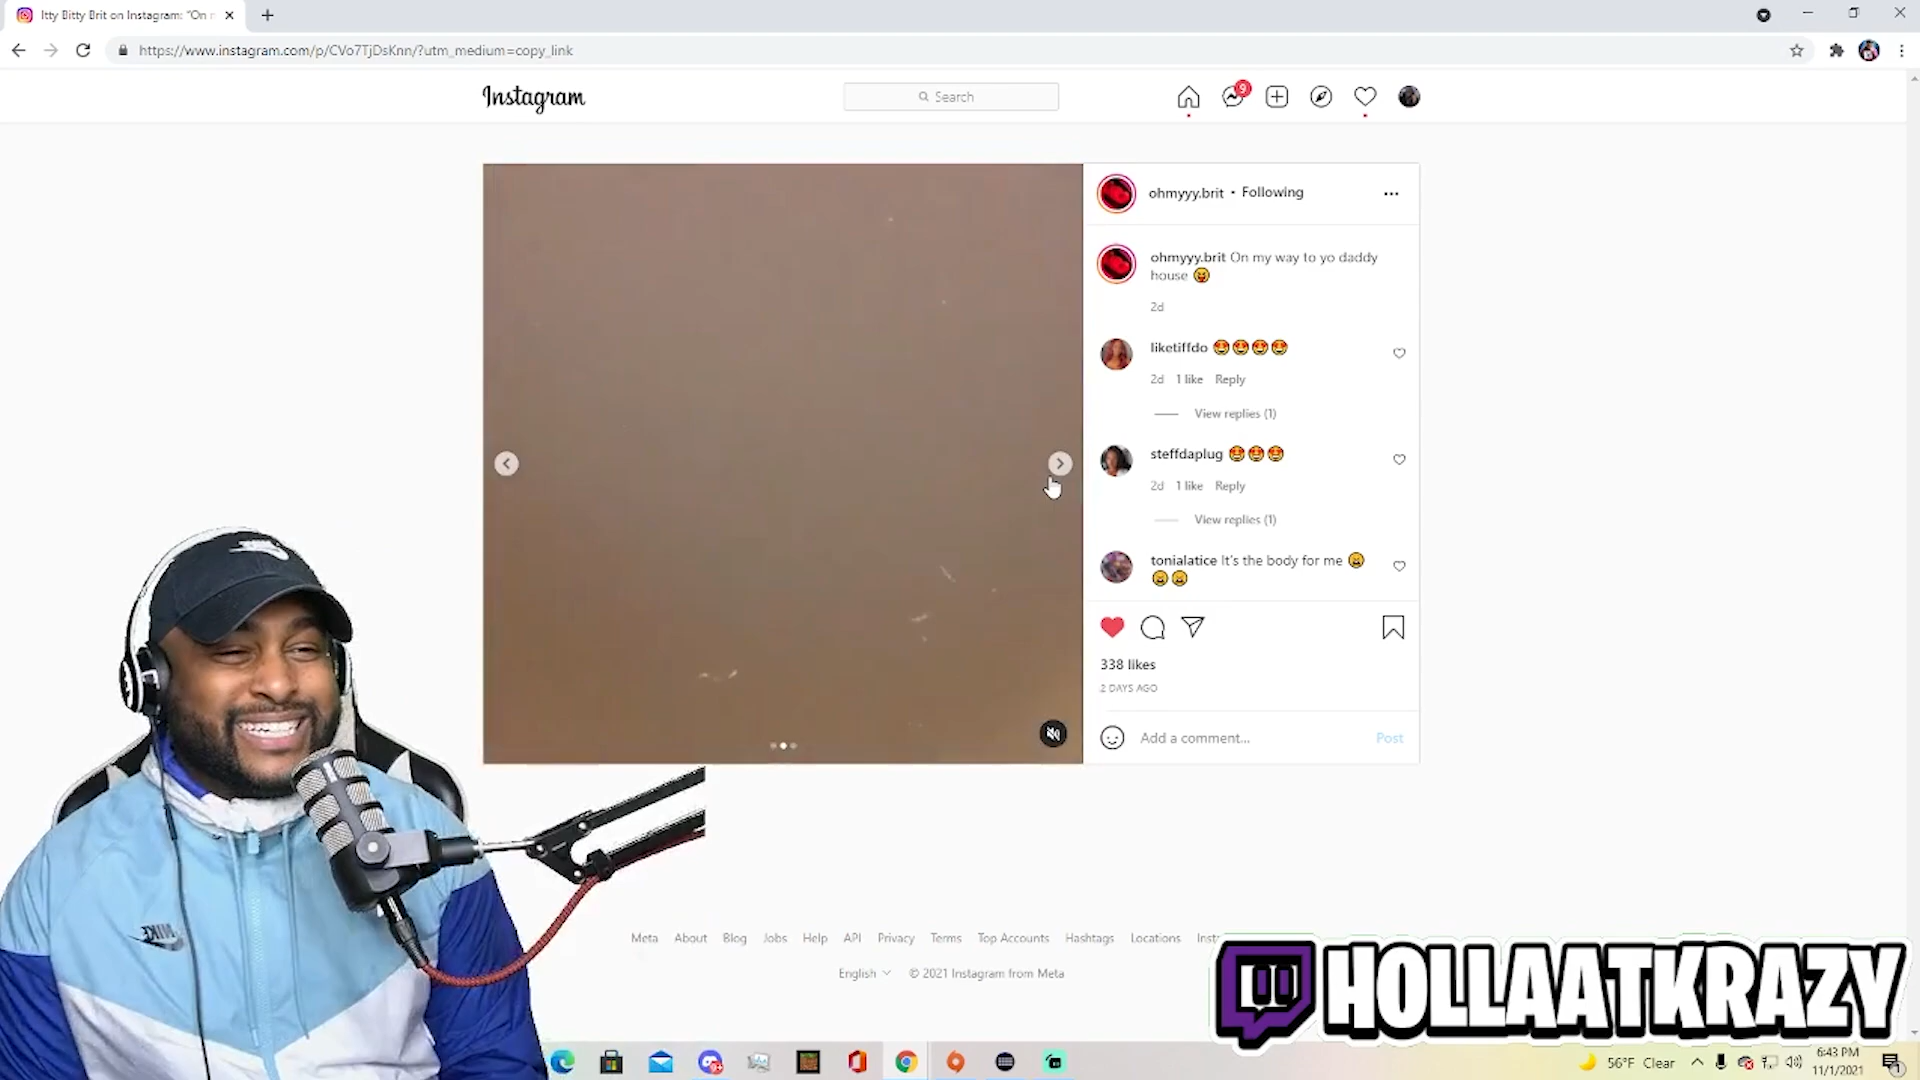 Itty Bitty Brit on Instagram: "On m
https://www.instagram.com/p/CVo7TjDsKnn/?utm_medium=copy_link
Instagram
Search
9
ohmyyy.brit • Following
ohmyyy.brit On my way to yo daddy
house 😝
2d
liketiffdo 🤩🤩🤩🤩
2d 1 like Reply
View replies (1)
steffdaplug 🤩🤩🤩
2d 1 like Reply
View replies (1)
tonialatice It's the body for me 😩
😩😩
338 likes
2 DAYS AGO
Add a comment... Post
NIKE
Meta About Blog Jobs Help API Privacy Terms Top Accounts Hashtags Locations Inst
English © 2021 Instagram from Meta
HOLLAATKRAZY
56°F Clear
6:43 PM
11/1/2021